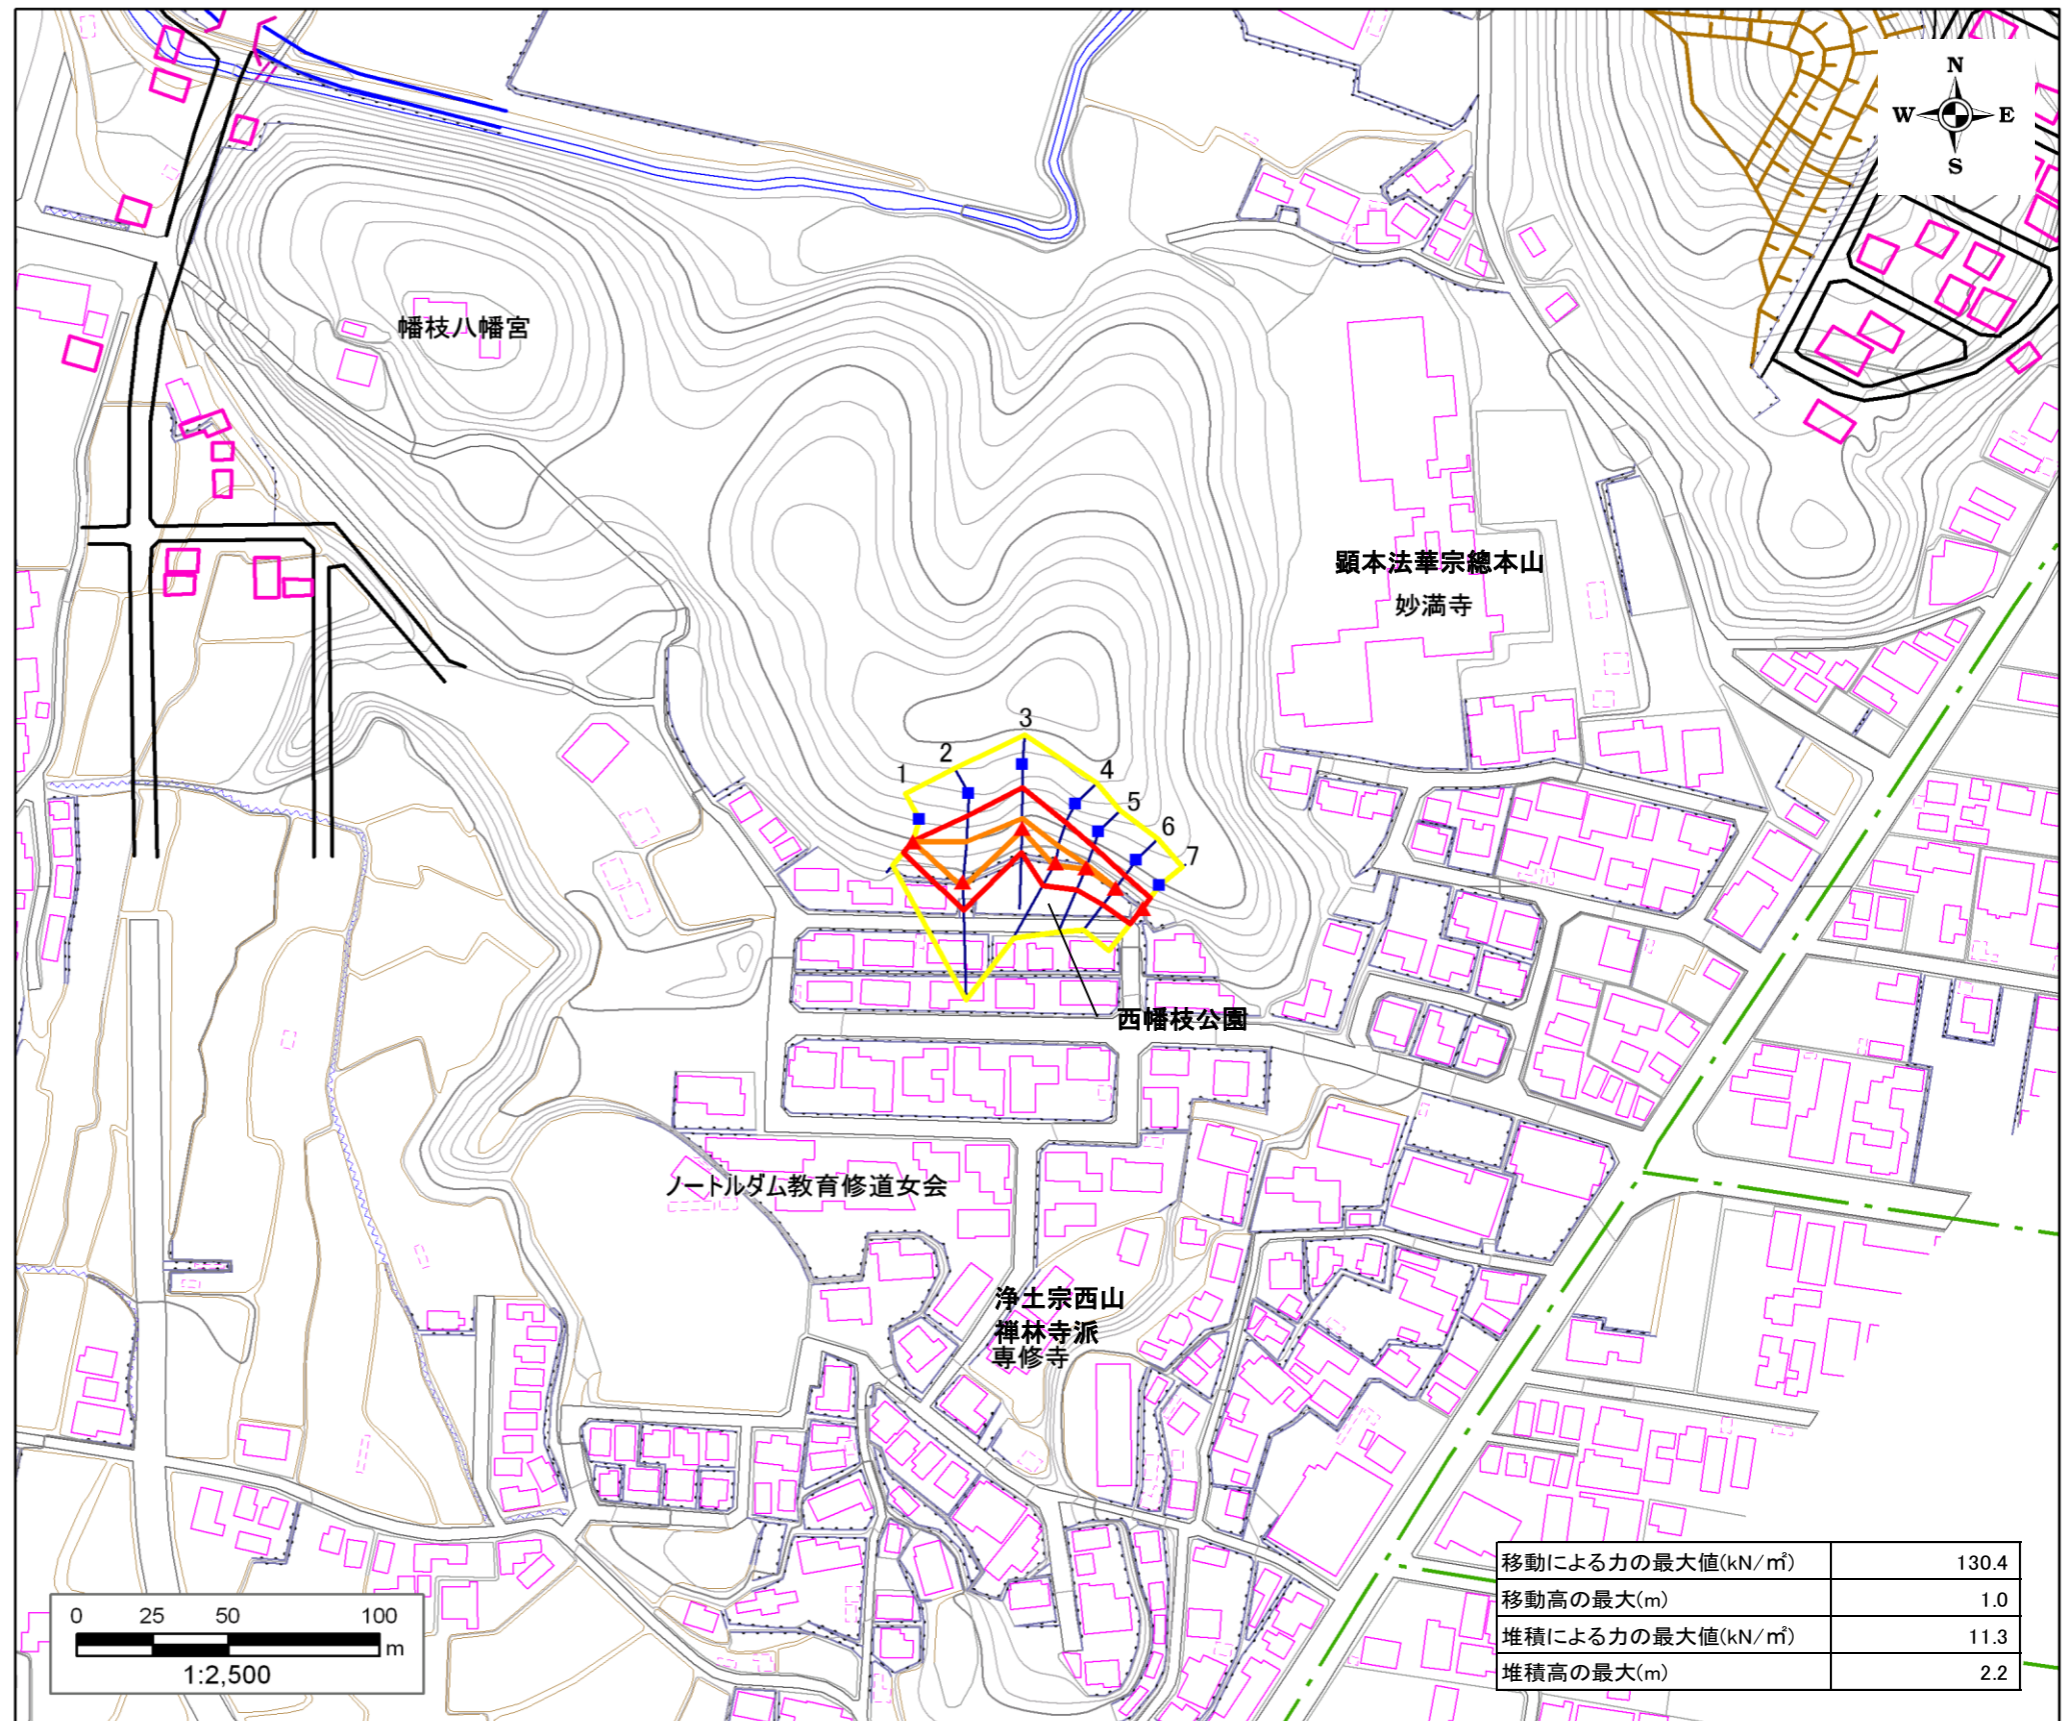 N
W E
S
幡枝八幡宮
顕本法華宗總本山
妙満寺
3
2
1
4
5
6
7
西幡枝公園
ノートルダム教育修道女会
浄土宗西山
禅林寺派
専修寺
移動による力の最大値(kN/㎡) 130.4
移動高の最大(m) 1.0
堆積による力の最大値(kN/㎡) 11.3
堆積高の最大(m) 2.2
0 25 50 100
m
1:2,500